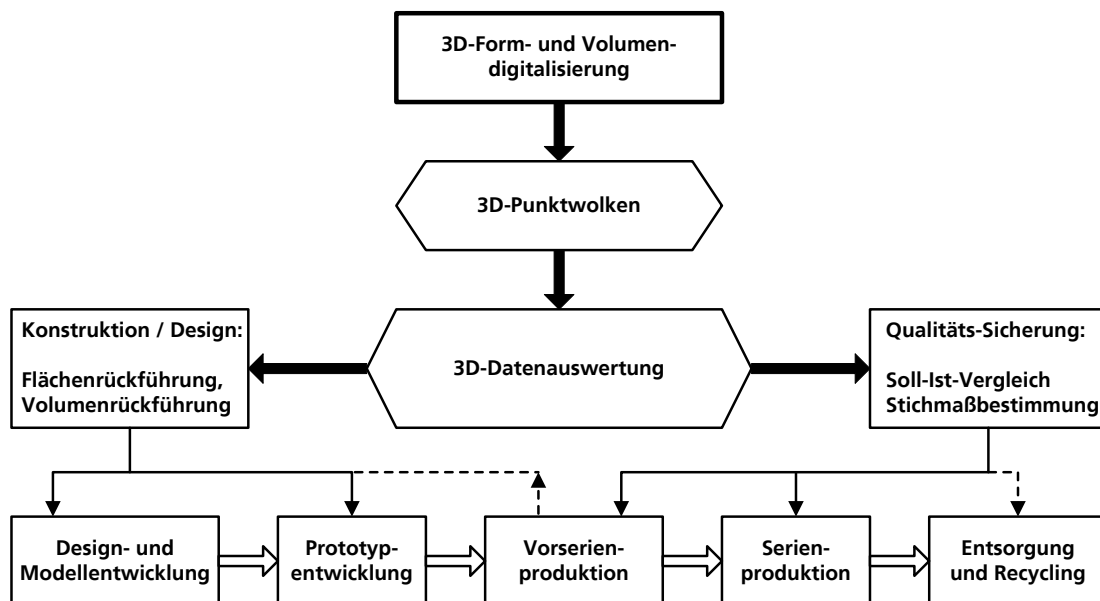 3D-Form- und Volumen-
digitalisierung
3D-Punktwolken
Konstruktion / Design:
Flächenrückführung,
Volumenrückführung
3D-Datenauswertung
Qualitäts-Sicherung:
Soll-Ist-Vergleich
Stichmaßbestimmung
Design- und
Modellentwicklung
Prototyp-
entwicklung
Vorserien-
produktion
Serien-
produktion
Entsorgung
und Recycling